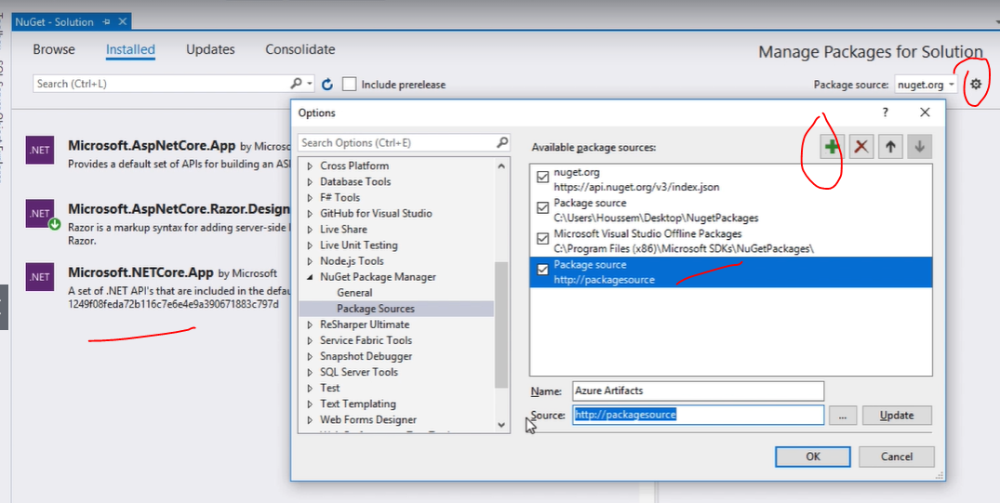 NuGet - Solution
Browse Installed Updates Consolidate
Manage Packages for Solution
Search (Ctrl+L)
Include prerelease
Package source: nuget.org
.NET
Microsoft.AspNetCore.App by Microso
Provides a default set of APIs for building an AS
.NET
Microsoft.AspNetCore.Razor.Design
Razor is a markup syntax for adding server-side
Razor.
.NET
Microsoft.NETCore.App by Microsoft
A set of .NET API's that are included in the defau
1249f08feda72b116c7e6e4e9a390671883c797d
Options
?
Search Options (Ctrl+E)
Cross Platform
Database Tools
F# Tools
GitHub for Visual Studio
Live Share
Live Unit Testing
Node.js Tools
NuGet Package Manager
General
Package Sources
ReSharper Ultimate
Service Fabric Tools
Snapshot Debugger
SQL Server Tools
Test
Text Templating
Web Forms Designer
Available package sources:
nuget.org
https://api.nuget.org/v3/index.json
Package source
C:\Users\Houssem\Desktop\NugetPackages
Microsoft Visual Studio Offline Packages
C:\Program Files (x86)\Microsoft SDKs\NuGetPackages\
Package source
http://packagesource
Name: Azure Artifacts
Source: http://packagesource
... Update
OK Cancel